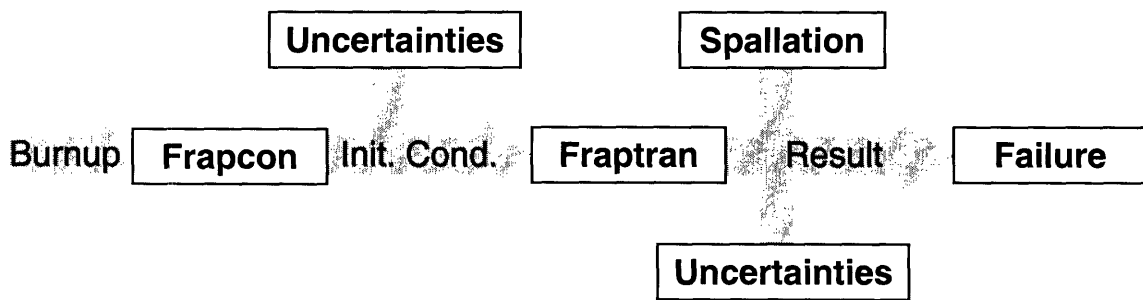 Uncertainties Spallation
Burnup Frapcon Init. Cond. Fraptran Result Failure
Uncertainties